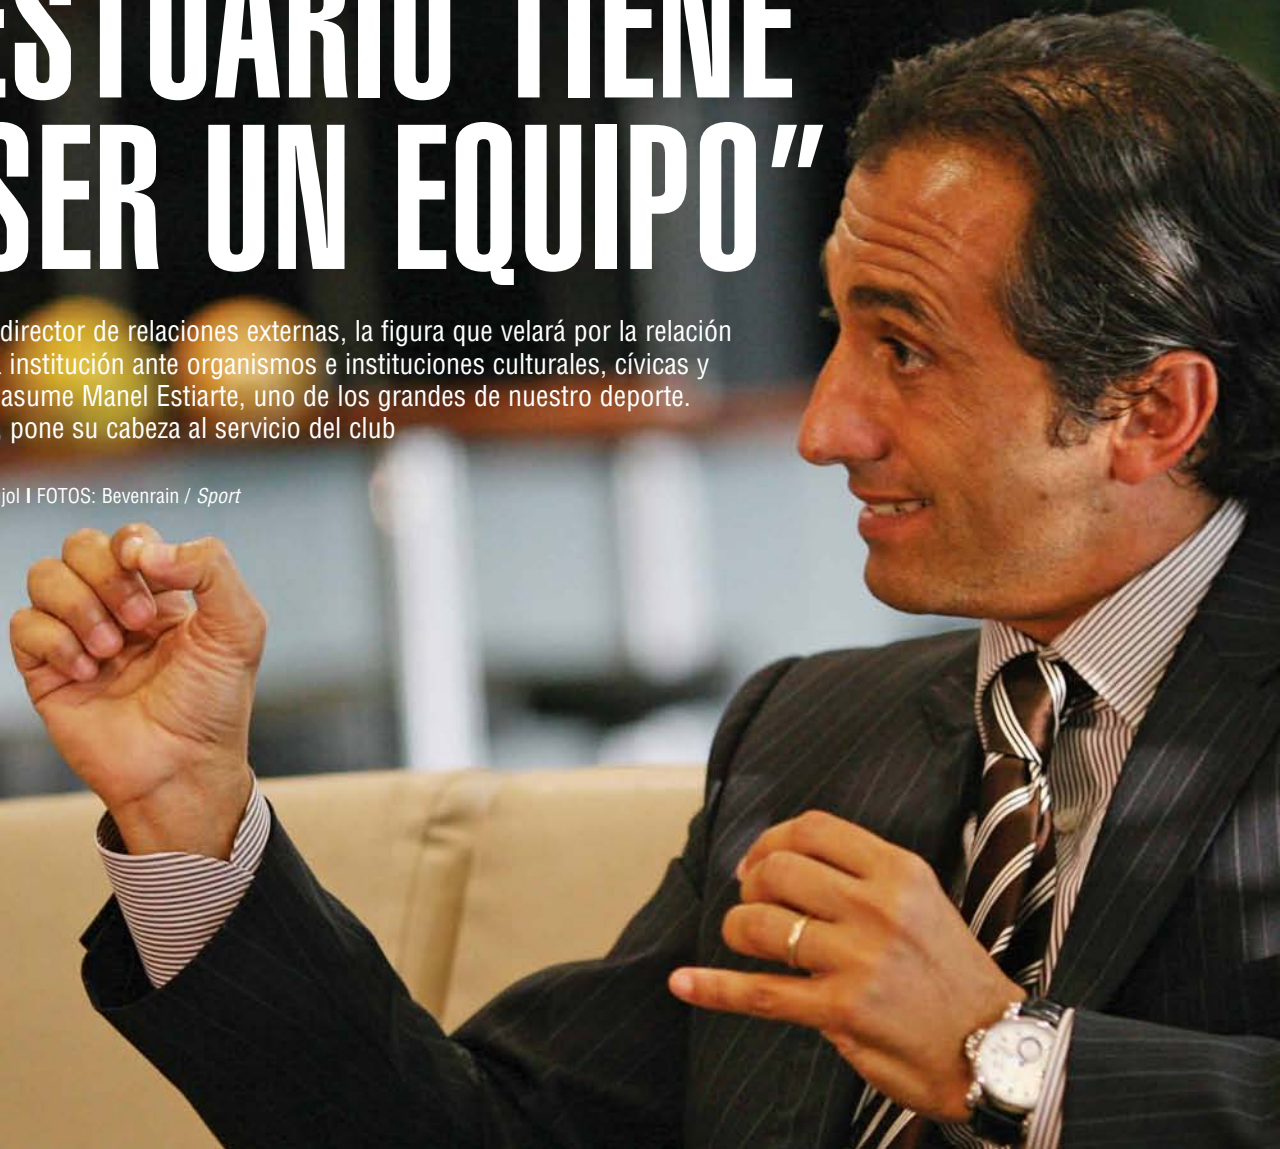 ESTUARIO TIENE
SER UN EQUIPO”
director de relaciones externas, la figura que velará por la relación
institución ante organismos e instituciones culturales, cívicas y
asume Manel Estiarte, uno de los grandes de nuestro deporte.
, pone su cabeza al servicio del club
jol I FOTOS: Bevenrain / Sport